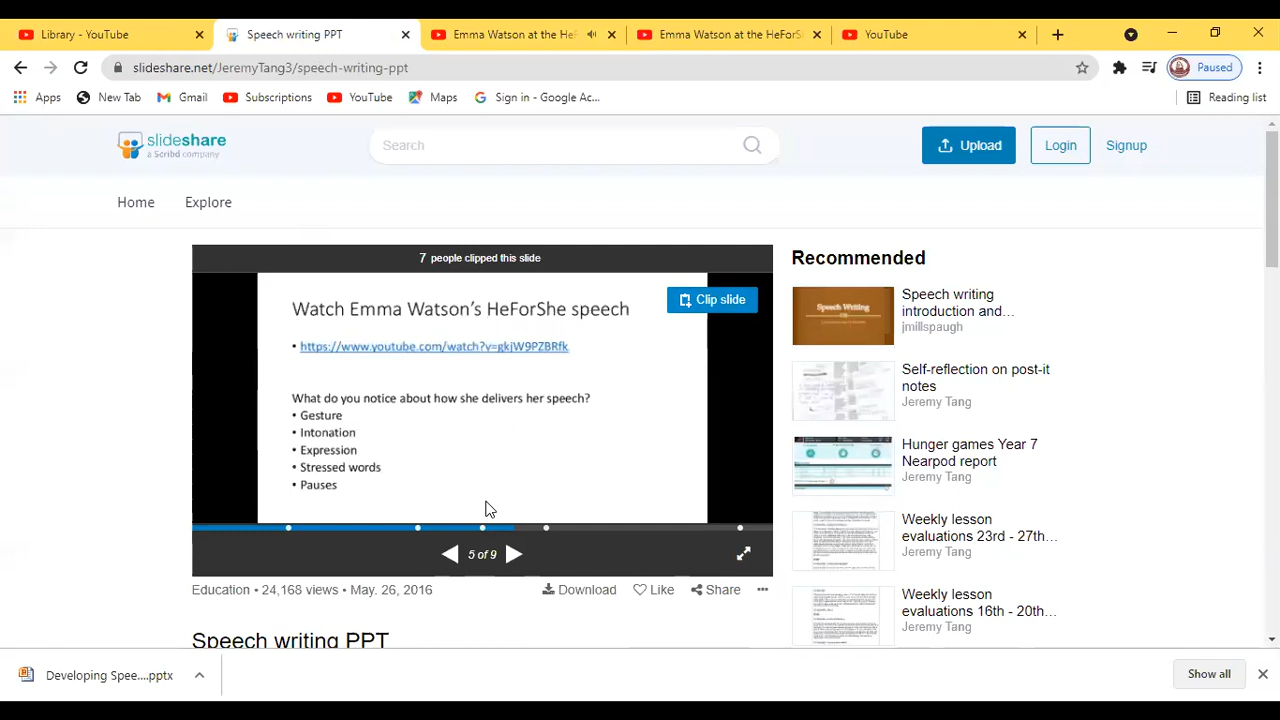 Library - YouTube
Speech writing PPT
Emma Watson at the HeF
Emma Watson at the HeForS
YouTube
slideshare.net/JeremyTang3/speech-writing-ppt
Paused
Apps
New Tab
Gmail
Subscriptions
YouTube
Maps
Sign in - Google Ac...
Reading list
slideshare
a Scribd company
Search
Upload
Login
Signup
Home
Explore
7 people clipped this slide
Clip slide
Watch Emma Watson's HeForShe speech
• https://www.youtube.com/watch?v=gkjW9PZBRfk
What do you notice about how she delivers her speech?
• Gesture
• Intonation
• Expression
• Stressed words
• Pauses
5 of 9
Education • 24,168 views • May. 26, 2016
Download
Like
Share
Speech writing PPT
Recommended
Speech Writing
Speech writing
introduction and…
jmillspaugh
Self-reflection on post-it
notes
Jeremy Tang
Hunger games Year 7
Nearpod report
Jeremy Tang
Weekly lesson
evaluations 23rd - 27th…
Jeremy Tang
Weekly lesson
evaluations 16th - 20th…
Jeremy Tang
Developing Spee....pptx
Show all